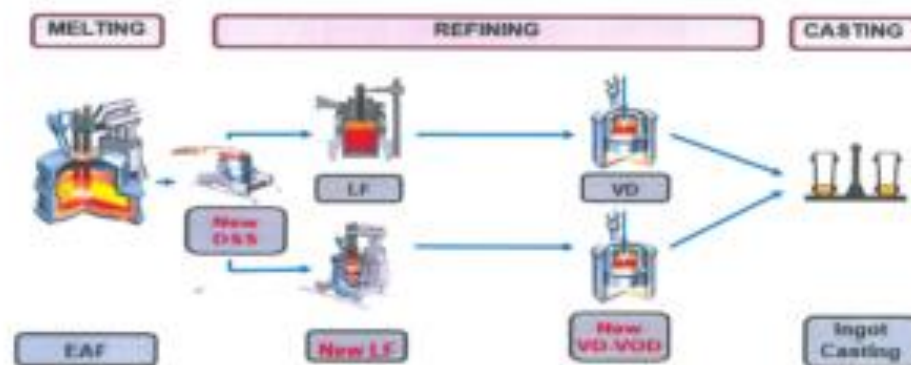 MELTING
REFINING
CASTING
LF
VD
New
DSS
EAF
New LF
New
VD-VOD
Ingot
Casting